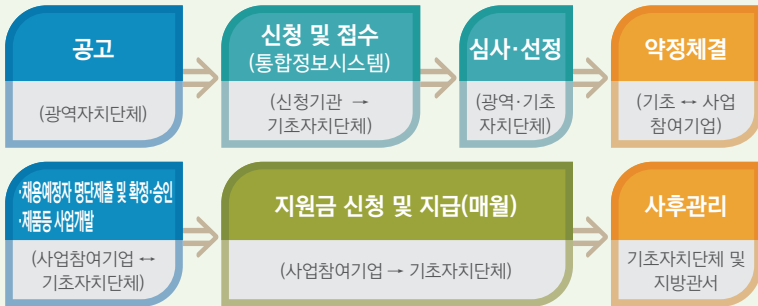 공고
(광역자치단체)
신청 및 접수
(통합정보시스템)
(신청기관 →
기초자치단체)
심사·선정
(광역·기초
자치단체)
약정체결
(기초 ↔ 사업
참여기업)
·채용예정자 명단제출 및 확정·승인
·제품등 사업개발
(사업참여기업 ↔
기초자치단체)
지원금 신청 및 지급(매월)
(사업참여기업 → 기초자치단체)
사후관리
기초자치단체 및
지방관서